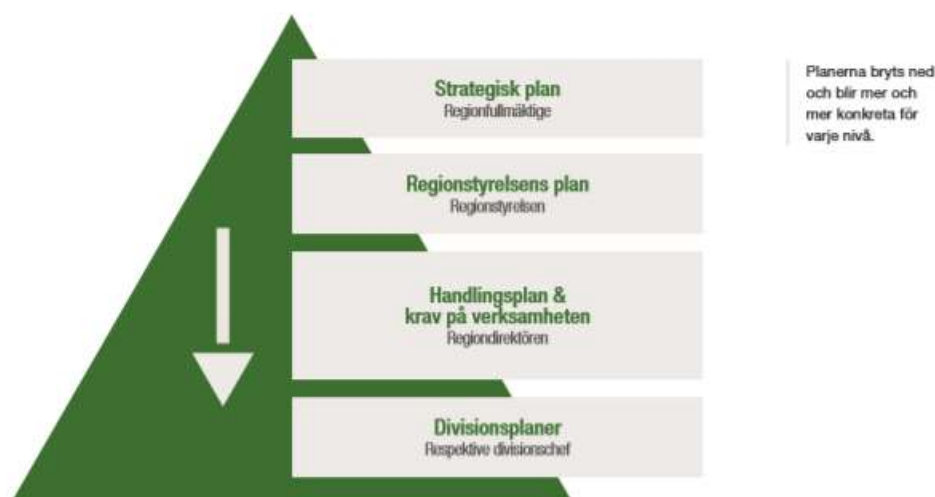 Strategisk plan
Regionfullmäktige
Regionstyrelsens plan
Regionstyrelsen
Handlingsplan &
krav på verksamheten
Regiondirektören
Divisionsplaner
Respektive divisionschef
Planerna bryts ned
och blir mer och
mer konkreta för
varje nivå.